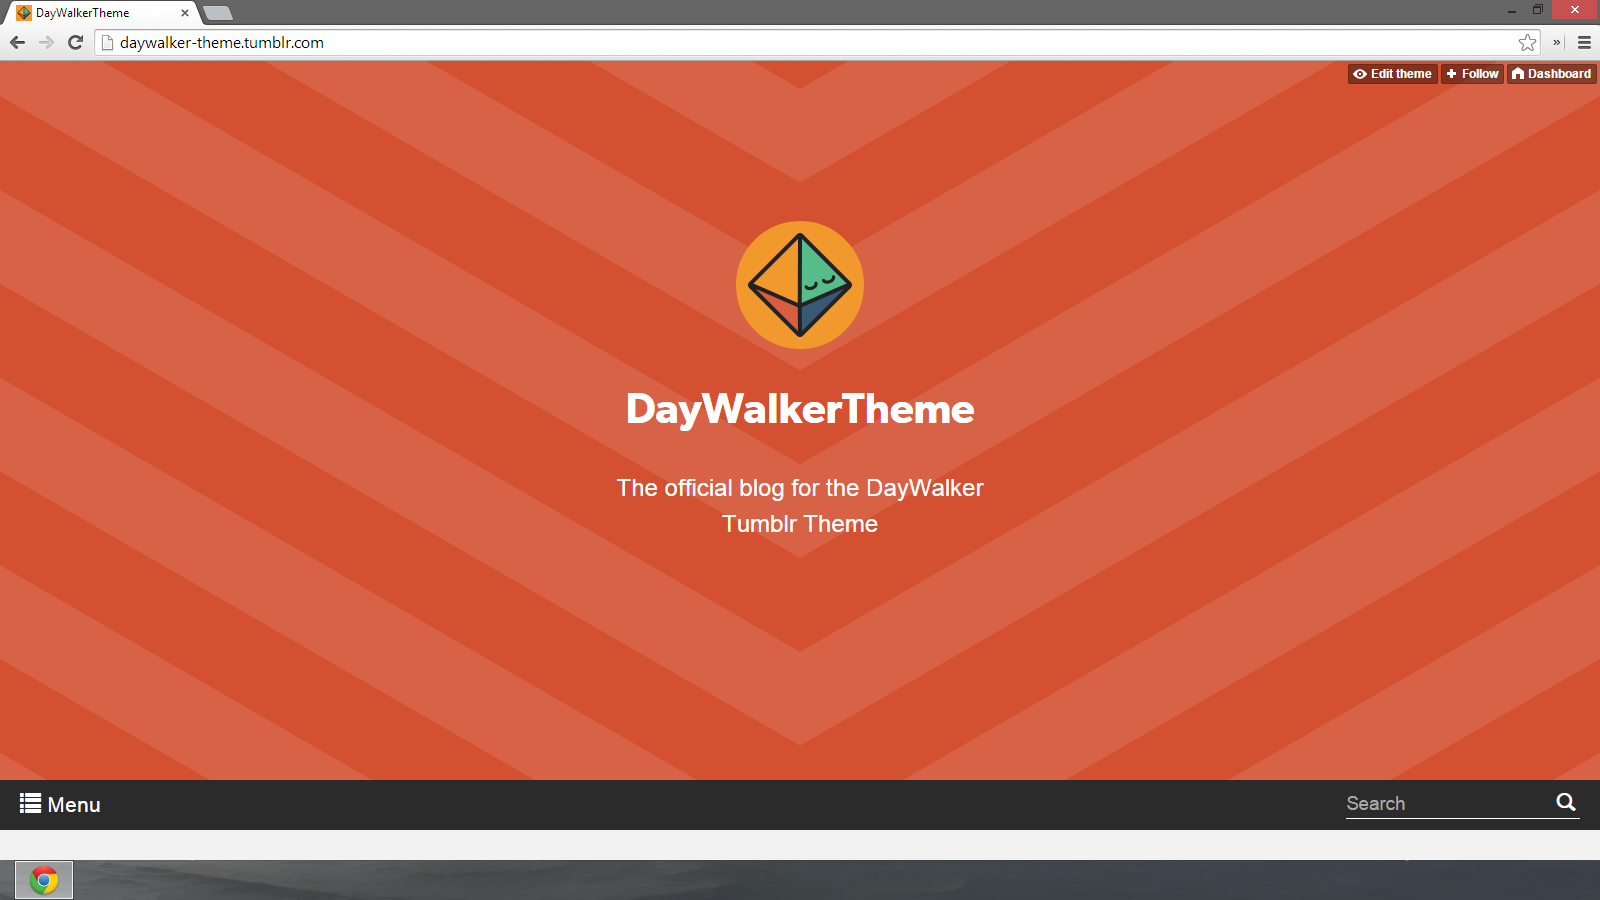 DayWalkerTheme
daywalker-theme.tumblr.com
Edit theme
Follow
Dashboard
DayWalkerTheme
The official blog for the DayWalker
Tumblr Theme
Menu
Search